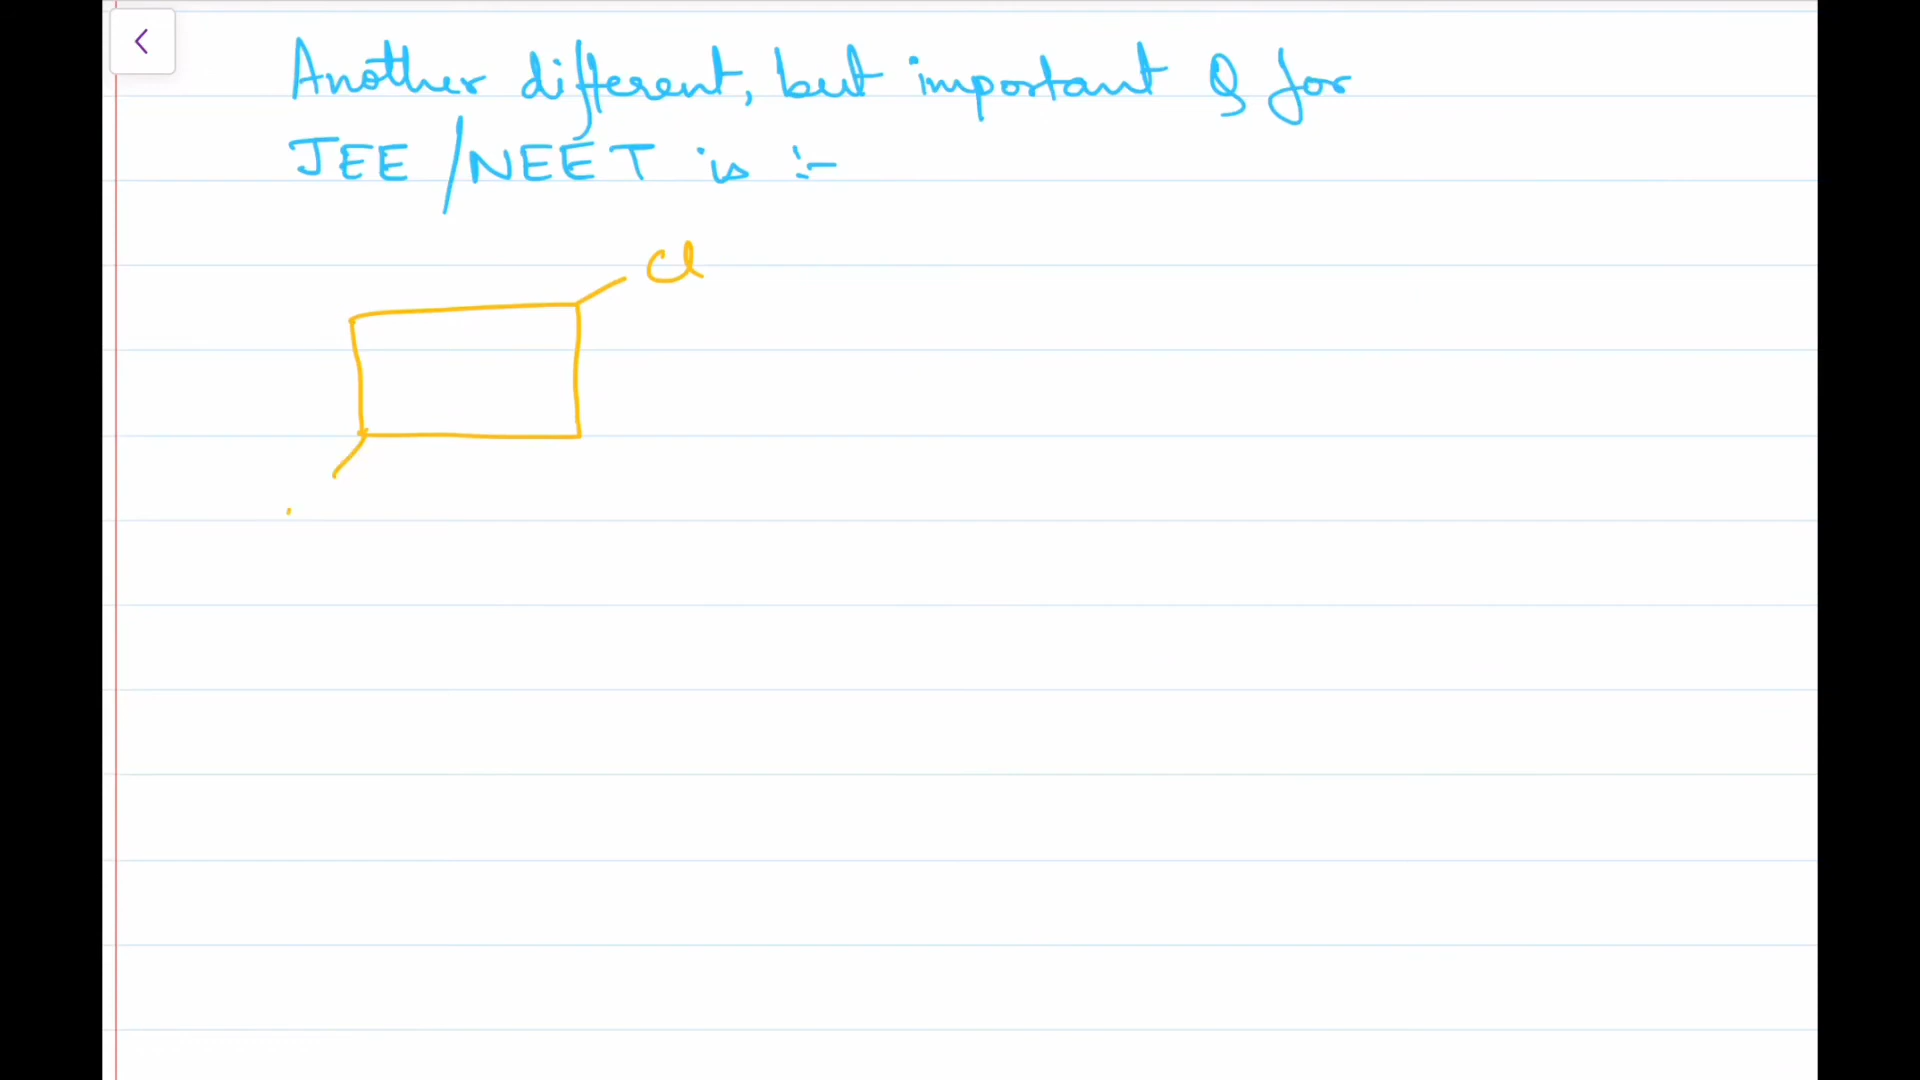 Another different, but important Q for
JEE/NEET is :-
Cl